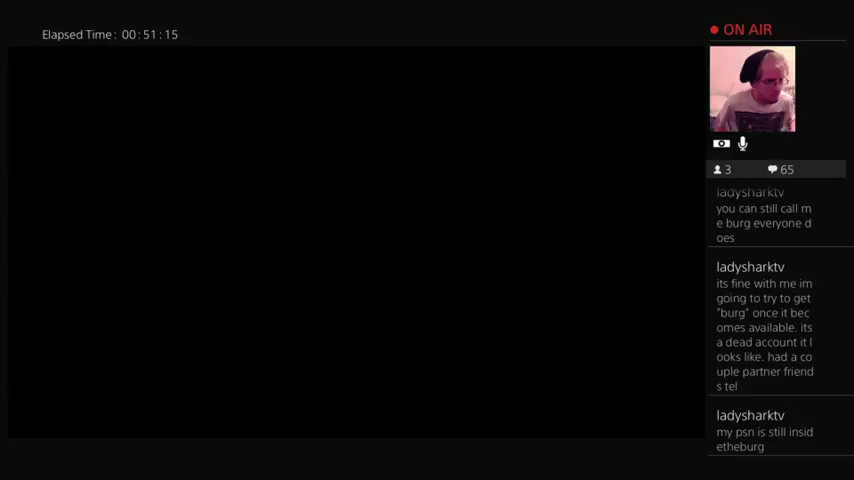 Elapsed Time: 00:51:15
ON AIR
3 65
ladysharktv
you can still call m
e burg everyone d
oes
ladysharktv
its fine with me im
going to try to get
"burg" once it bec
omes available. its
a dead account it l
ooks like. had a co
uple partner friend
s tel
ladysharktv
my psn is still insid
etheburg